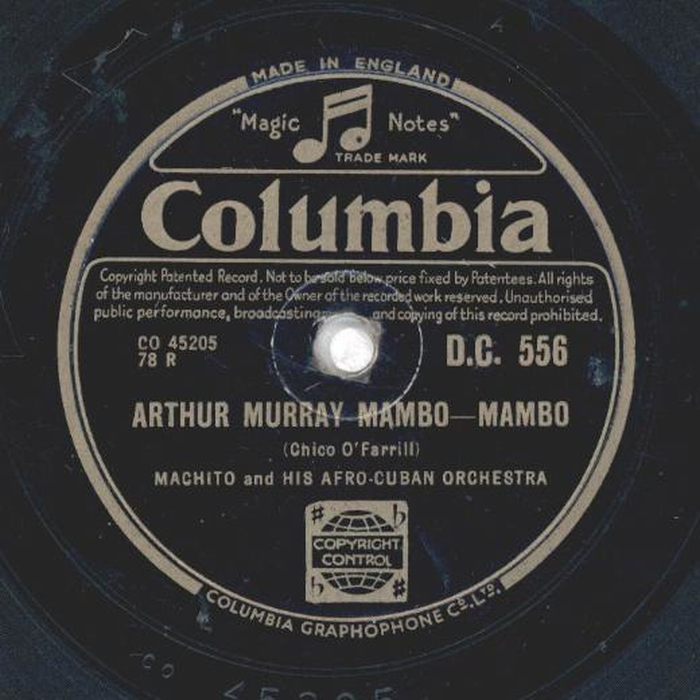 MADE IN ENGLAND
"Magic Notes"
TRADE MARK
Columbia
Copyright Patented Record. Not to be sold below price fixed by Patentees. All rights
of the manufacturer and of the Owner of the recorded work reserved. Unauthorised
public performance, broadcasting and copying of this record prohibited.
CO 45205
78 R
D.C. 556
ARTHUR MURRAY MAMBO—MAMBO
(Chico O'Farrill)
MACHITO and HIS AFRO-CUBAN ORCHESTRA
COPYRIGHT
CONTROL
COLUMBIA GRAPHOPHONE Co. LTD.
CO 45205